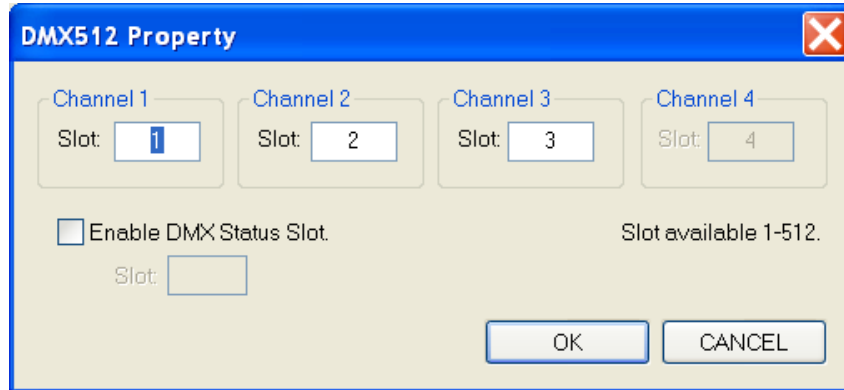 DMX512 Property
Channel 1 Channel 2 Channel 3 Channel 4
Slot: 1 Slot: 2 Slot: 3 Slot: 4
Enable DMX Status Slot. Slot available 1-512.
Slot:
OK CANCEL